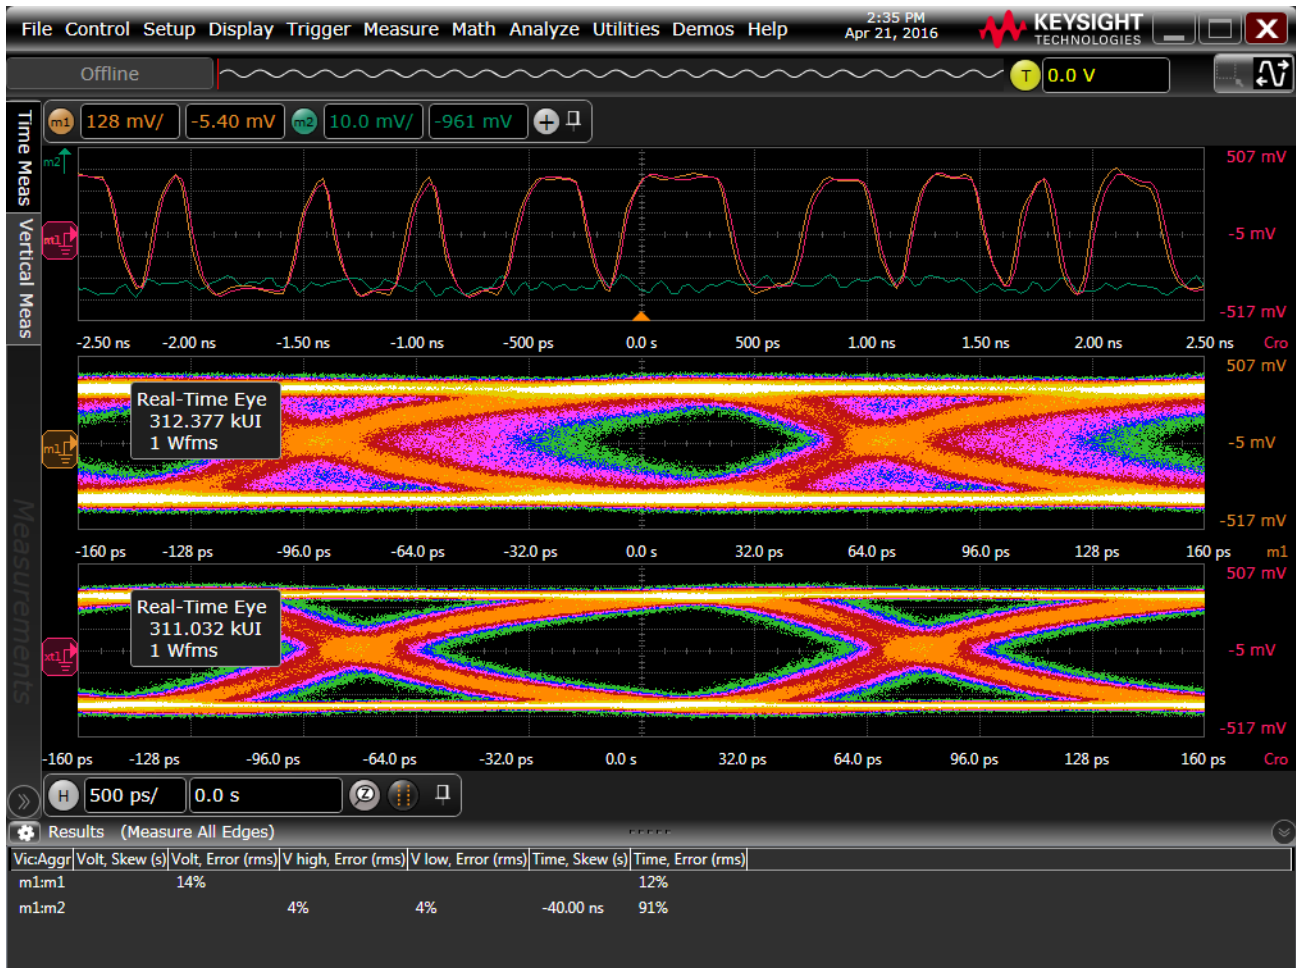 File Control Setup Display Trigger Measure Math Analyze Utilities Demos Help
2:35 PM
Apr 21, 2016
KEYSIGHT
TECHNOLOGIES
Offline
T 0.0 V
Time Meas
Vertical Meas
Measurements
m1 128 mV/ -5.40 mV m2 10.0 mV/ -961 mV
m2
507 mV
m1
-5 mV
-517 mV
-2.50 ns -2.00 ns -1.50 ns -1.00 ns -500 ps 0.0 s 500 ps 1.00 ns 1.50 ns 2.00 ns 2.50 ns Cro
507 mV
Real-Time Eye
312.377 kUI
1 Wfms
m1
-5 mV
-517 mV
-160 ps -128 ps -96.0 ps -64.0 ps -32.0 ps 0.0 s 32.0 ps 64.0 ps 96.0 ps 128 ps 160 ps m1
507 mV
Real-Time Eye
311.032 kUI
1 Wfms
xt1
-5 mV
-517 mV
-160 ps -128 ps -96.0 ps -64.0 ps -32.0 ps 0.0 s 32.0 ps 64.0 ps 96.0 ps 128 ps 160 ps Cro
H 500 ps/ 0.0 s Z
Results (Measure All Edges)
Vic:Aggr Volt, Skew (s) Volt, Error (rms) V high, Error (rms) V low, Error (rms) Time, Skew (s) Time, Error (rms)
m1:m1 14% 12%
m1:m2 4% 4% -40.00 ns 91%